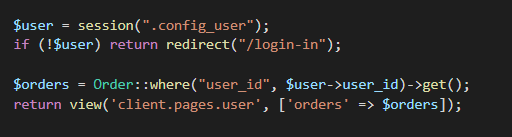 $user = session(".config_user");
if (!$user) return redirect("/login-in");
$orders = Order::where("user_id", $user->user_id)->get();
return view('client.pages.user', ['orders' => $orders]);